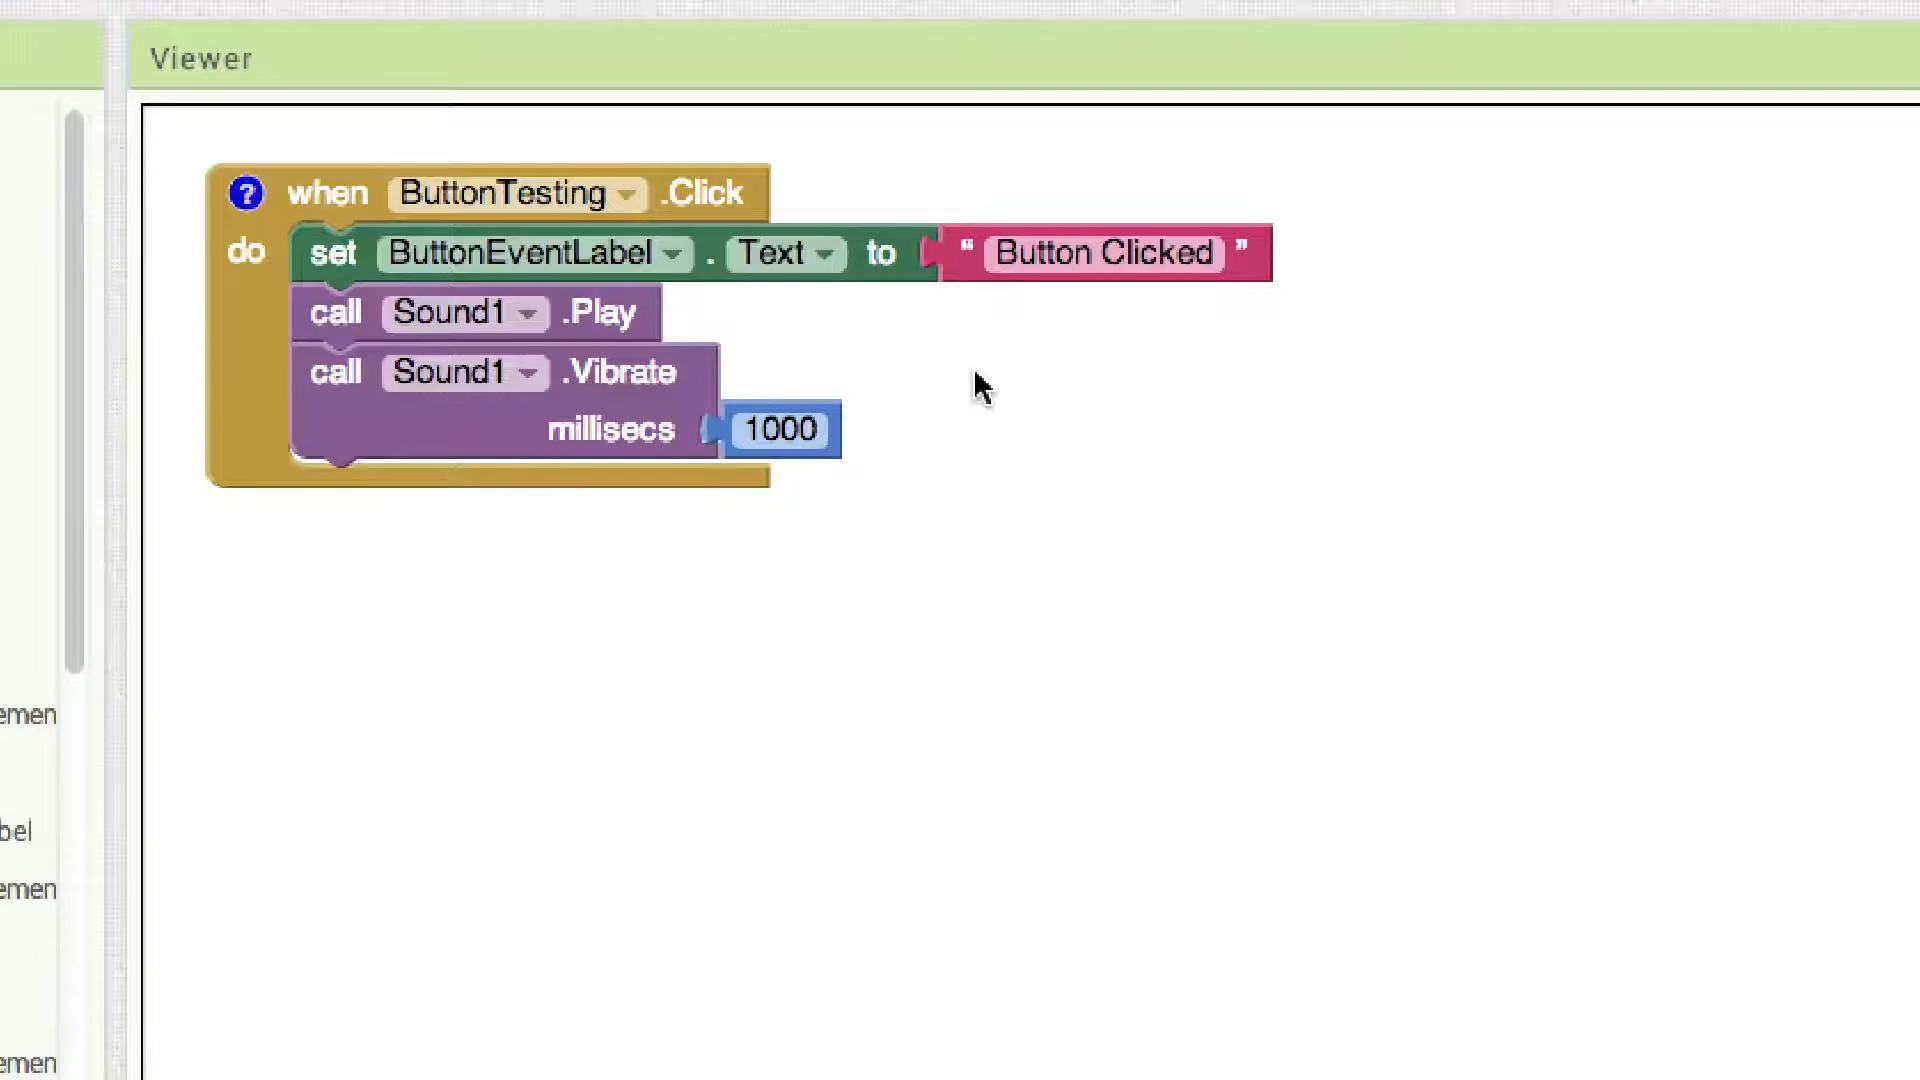 Viewer
? when ButtonTesting .Click
do set ButtonEventLabel . Text to “ Button Clicked ”
call Sound1 .Play
call Sound1 .Vibrate
millisecs 1000
emen
bel
emen
emen